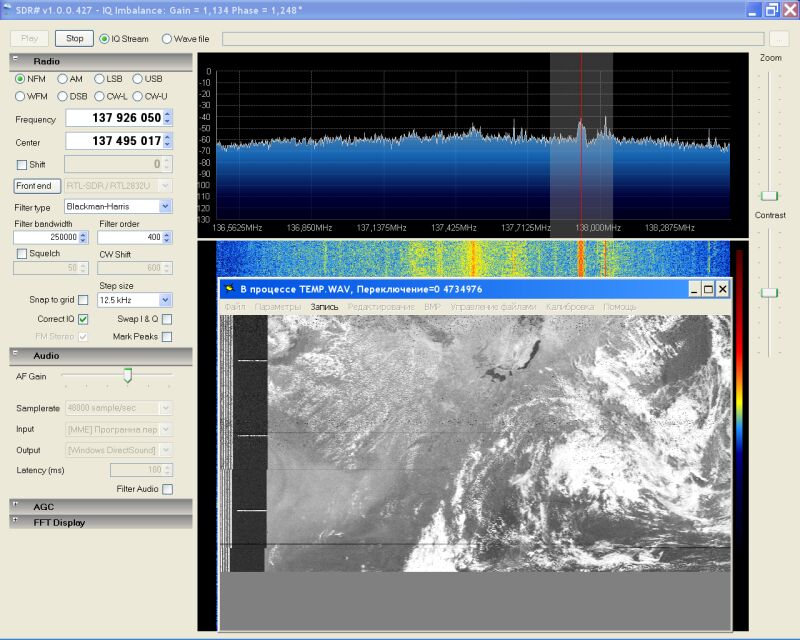 SDR# v1.0.0.427 - IQ Imbalance: Gain = 1,134 Phase = 1,248°
Play Stop IQ Stream Wave file ...
Radio
NFM AM LSB USB
WFM DSB CW-L CW-U
Frequency 137 926 050
Center 137 495 017
Shift 0
Front end RTL-SDR / RTL2832U
Filter type Blackman-Harris
Filter bandwidth Filter order
250000 400
Squelch CW Shift
50 600
Step size
Snap to grid 12.5 kHz
Correct IQ Swap I & Q
FM Stereo Mark Peaks
Audio
AF Gain
Samplerate 48000 sample/sec
Input [MME] Програмна пер
Output [Windows DirectSound]
Latency (ms) 100
Filter Audio
AGC
FFT Display
0
-10
-20
-30
-40
-50
-60
-70
-80
-90
100
110
120
130
136,5625MHz 136,850MHz 137,1375MHz 137,425MHz 137,7125MHz 138,000MHz 138,2875MHz
Zoom
Contrast
В процессе TEMP.WAV, Переключение=0 4734976
Файл Параметры Запись Редактирование ВМР Управление файлами Калибровка Помощь